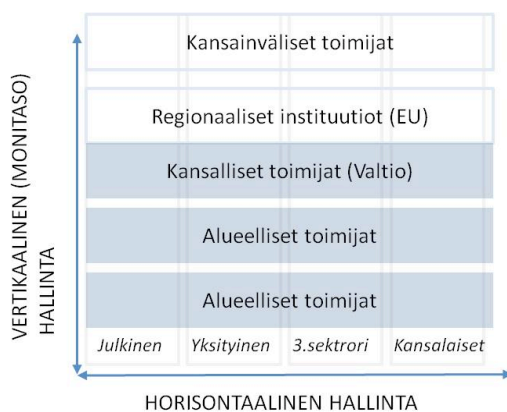 Kansainväliset toimijat
Regionaaliset instituutiot (EU)
Kansalliset toimijat (Valtio)
Alueelliset toimijat
Alueelliset toimijat
Julkinen
Yksityinen
3.sektrori
Kansalaiset
VERTIKAALINEN (MONITASO)
HALLINTA
HORISONTAALINEN HALLINTA